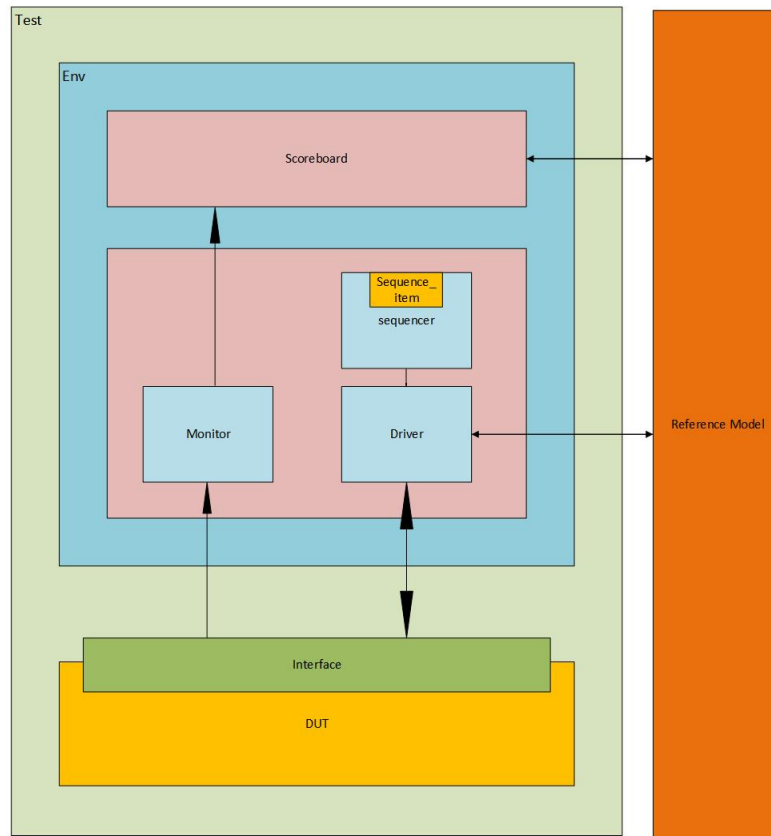 Test
Env
Scoreboard
Sequence_
item
sequencer
Monitor
Driver
Reference Model
Interface
DUT